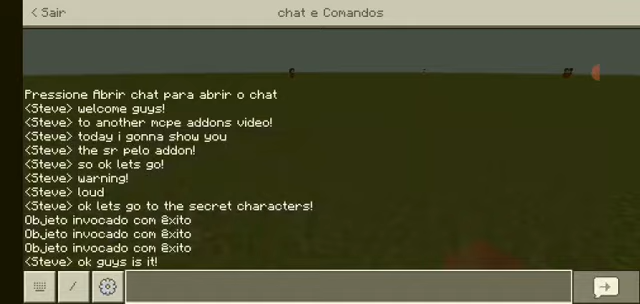 < Sair
chat e Comandos
Pressione Abrir chat para abrir o chat
<Steve> welcome guys!
<Steve> to another mcpe addons video!
<Steve> today i gonna show you
<Steve> the sr pelo addon!
<Steve> so ok lets go!
<Steve> warning!
<Steve> loud
<Steve> ok lets go to the secret characters!
Objeto invocado com êxito
Objeto invocado com êxito
Objeto invocado com êxito
<Steve> ok guys is it!
/